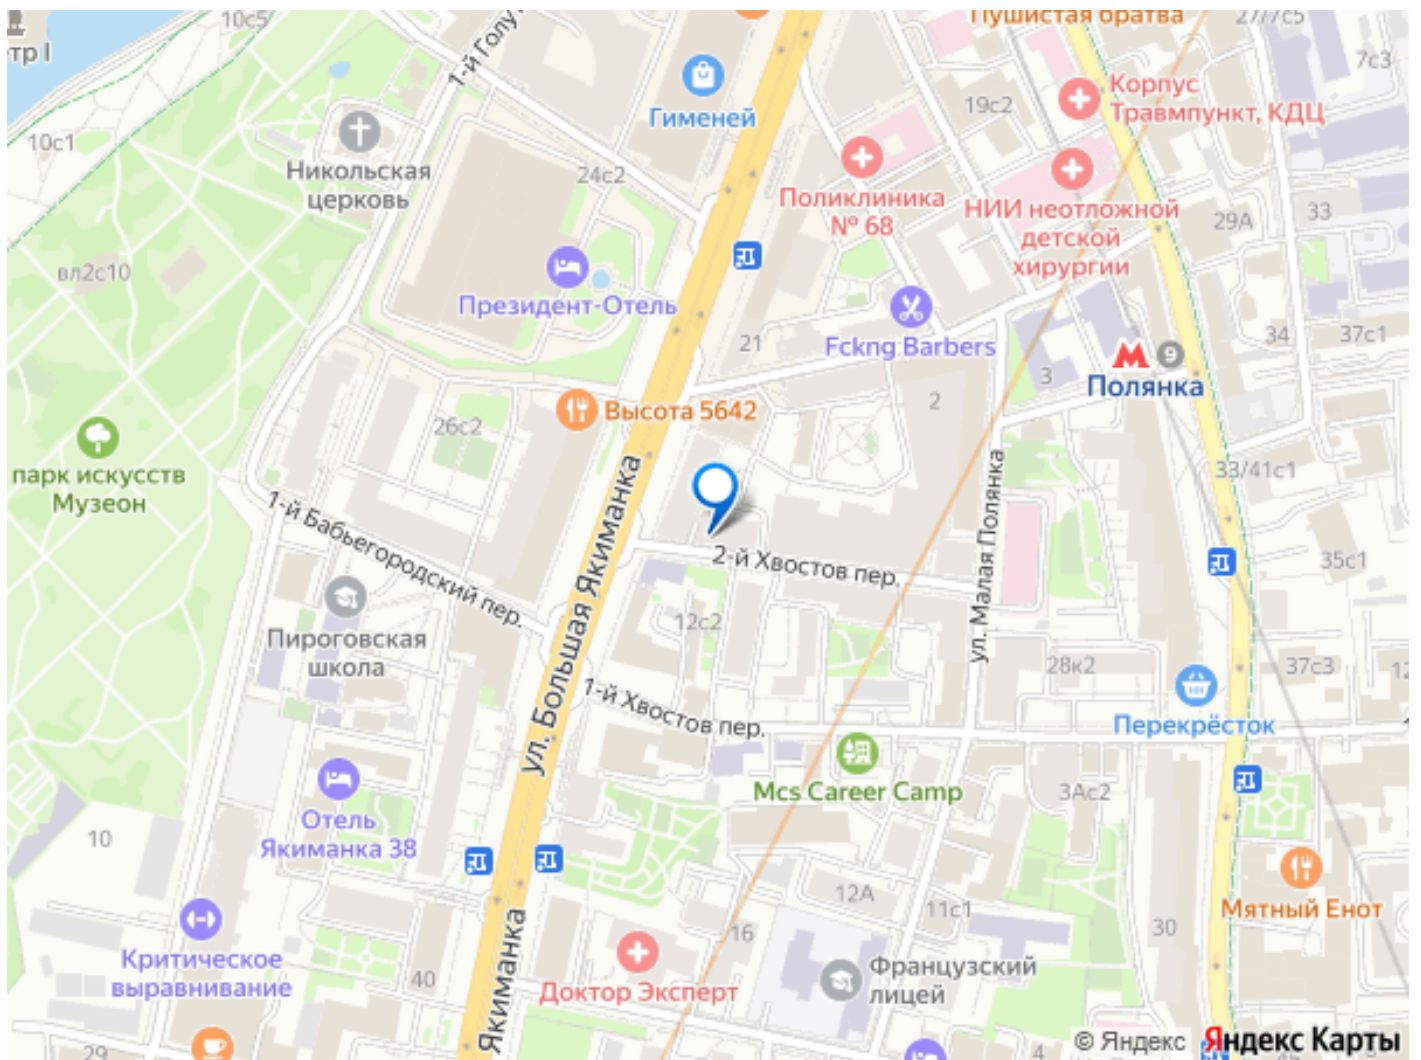 10с5
Пушистая братва
27/7с5
тр I
1-й Голу
7с3
Гименей
19с2
Корпус
Травмпункт, КДЦ
10с1
Никольская
церковь
24с2
Поликлиника
№ 68
НИИ неотложной
детской
хирургии
29А
33
вл2с10
Президент-Отель
21
Fckng Barbers
34
37с1
9
3
Полянка
2
Высота 5642
26с2
парк искусств
Музеон
33/41с1
1-й Бабьегородский пер.
ул. Большая Якиманка
2-й Хвостов пер.
ул. Малая Полянка
35с1
Пироговская
школа
12с2
28к2
37с3
12
1-й Хвостов пер.
Перекрёсток
Mcs Career Camp
3Ас2
Отель
Якиманка 38
10
12А
11с1
Мятный Енот
30
16
Критическое
выравнивание
40
Якиманка
Доктор Эксперт
Французский
лицей
29
© Яндекс Яндекс Карты